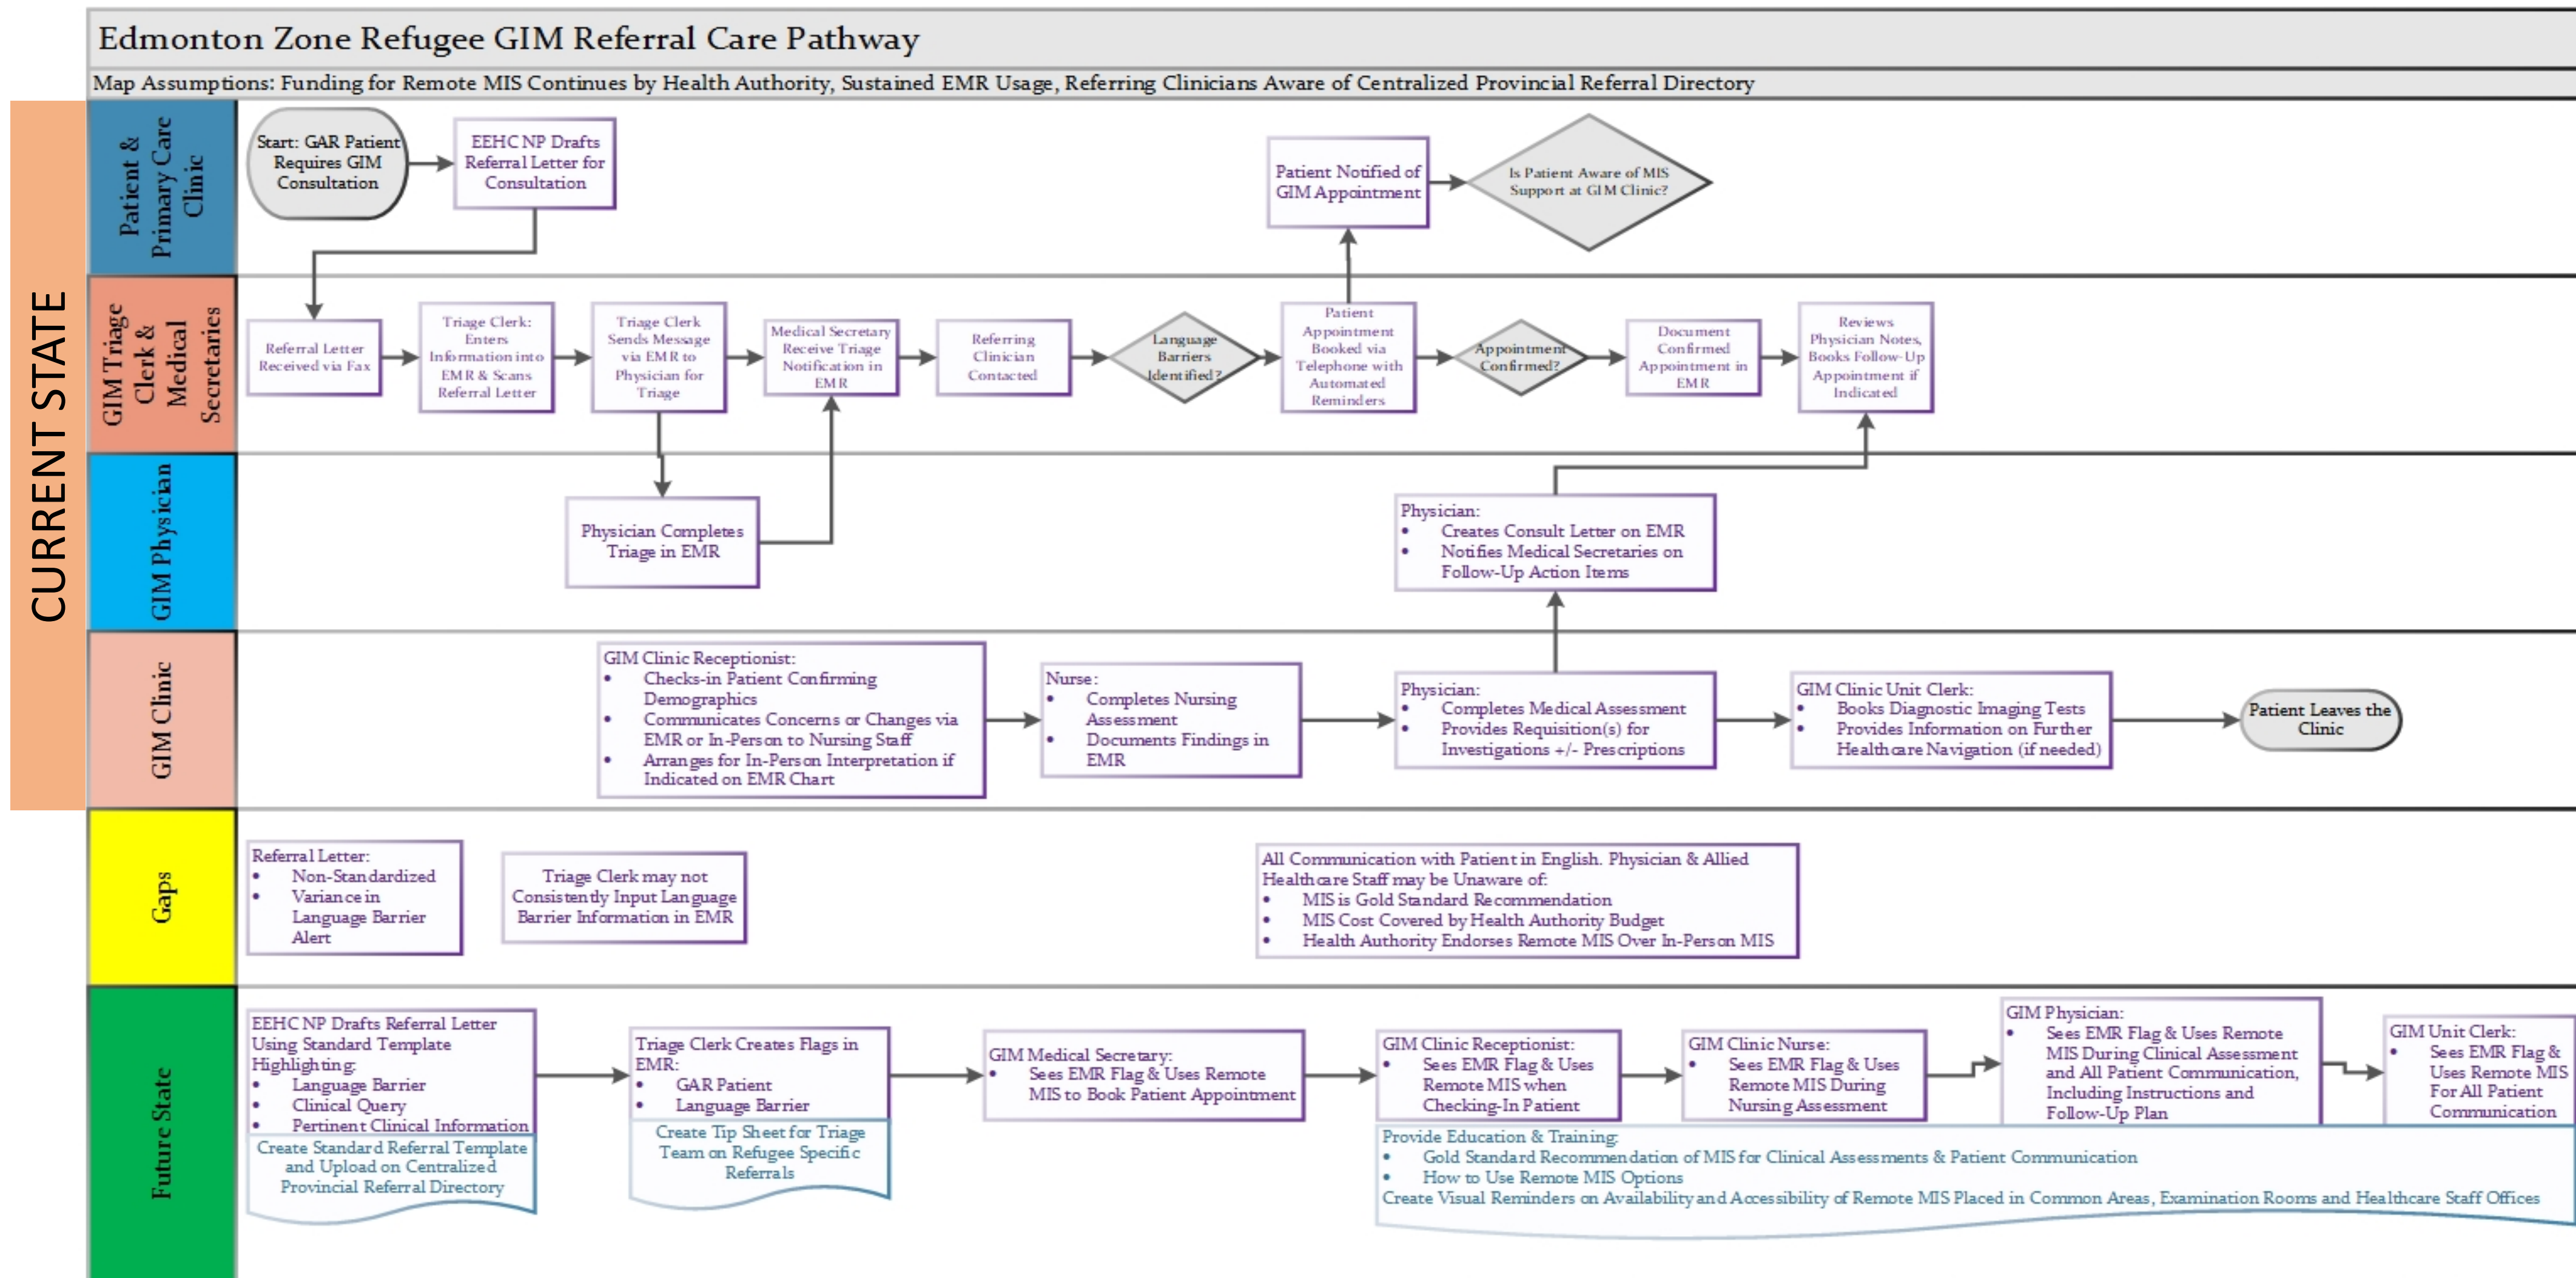 Edmonton Zone Refugee GIM Referral Care Pathway
Map Assumptions: Funding for Remote MIS Continues by Health Authority, Sustained EMR Usage, Referring Clinicians Aware of Centralized Provincial Referral Directory
CURRENT STATE
Patient &
Primary Care
Clinic
Start: GAR Patient
Requires GIM
Consultation
EEHC NP Drafts
Referral Letter for
Consultation
Patient Notified of
GIM Appointment
Is Patient Aware of MIS
Support at GIM Clinic?
GIM Triage
Clerk &
Medical
Secretaries
Referral Letter
Received via Fax
Triage Clerk:
Enters
Information into
EMR & Scans
Referral Letter
Triage Clerk
Sends Message
via EMR to
Physician for
Triage
Medical Secretary
Receive Triage
Notification in
EMR
Referring
Clinician
Contacted
Language
Barriers
Identified?
Patient
Appointment
Booked via
Telephone with
Automated
Reminders
Appointment
Confirmed?
Document
Confirmed
Appointment in
EMR
Reviews
Physician Notes,
Books Follow-Up
Appointment if
Indicated
GIM Physician
Physician Completes
Triage in EMR
Physician:
• Creates Consult Letter on EMR
• Notifies Medical Secretaries on
Follow-Up Action Items
GIM Clinic
GIM Clinic Receptionist:
• Checks-in Patient Confirming
Demographics
• Communicates Concerns or Changes via
EMR or In-Person to Nursing Staff
• Arranges for In-Person Interpretation if
Indicated on EMR Chart
Nurse:
• Completes Nursing
Assessment
• Documents Findings in
EMR
Physician:
• Completes Medical Assessment
• Provides Requisition(s) for
Investigations +/- Prescriptions
GIM Clinic Unit Clerk:
• Books Diagnostic Imaging Tests
• Provides Information on Further
Healthcare Navigation (if needed)
Patient Leaves the
Clinic
Gaps
Referral Letter:
• Non-Standardized
• Variance in
Language Barrier
Alert
Triage Clerk may not
Consistently Input Language
Barrier Information in EMR
All Communication with Patient in English. Physician & Allied
Healthcare Staff may be Unaware of:
• MIS is Gold Standard Recommendation
• MIS Cost Covered by Health Authority Budget
• Health Authority Endorses Remote MIS Over In-Person MIS
Future State
EEHC NP Drafts Referral Letter
Using Standard Template
Highlighting:
• Language Barrier
• Clinical Query
• Pertinent Clinical Information
Create Standard Referral Template
and Upload on Centralized
Provincial Referral Directory
Triage Clerk Creates Flags in
EMR:
• GAR Patient
• Language Barrier
Create Tip Sheet for Triage
Team on Refugee Specific
Referrals
GIM Medical Secretary:
• Sees EMR Flag & Uses Remote
MIS to Book Patient Appointment
GIM Clinic Receptionist:
• Sees EMR Flag & Uses
Remote MIS when
Checking-In Patient
GIM Clinic Nurse:
• Sees EMR Flag & Uses
Remote MIS During
Nursing Assessment
GIM Physician:
• Sees EMR Flag & Uses Remote
MIS During Clinical Assessment
and All Patient Communication,
Including Instructions and
Follow-Up Plan
GIM Unit Clerk:
• Sees EMR Flag &
Uses Remote MIS
For All Patient
Communication
Provide Education & Training:
• Gold Standard Recommendation of MIS for Clinical Assessments & Patient Communication
• How to Use Remote MIS Options
Create Visual Reminders on Availability and Accessibility of Remote MIS Placed in Common Areas, Examination Rooms and Healthcare Staff Offices